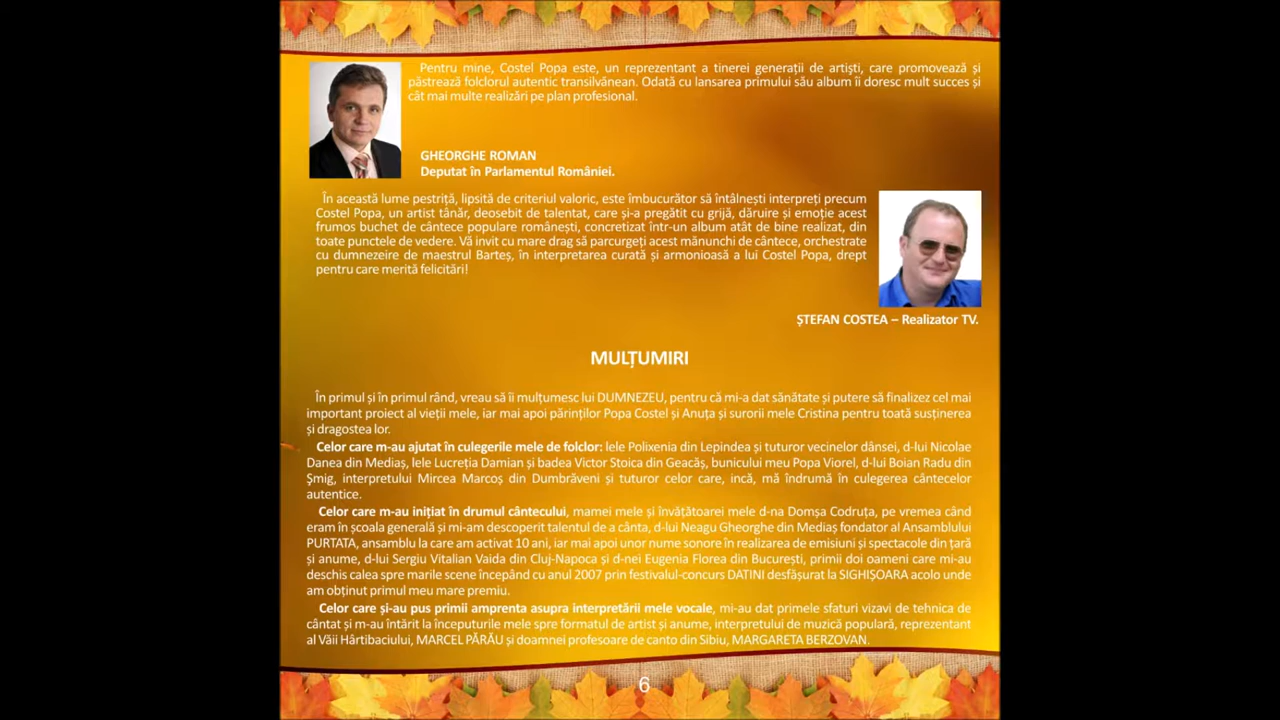 Pentru mine, Costel Popa este, un reprezentant a tinerei generații de artiști, care promovează și
păstrează folclorul autentic transilvănean. Odată cu lansarea primului său album îi doresc mult succes și
cât mai multe realizări pe plan profesional.
GHEORGHE ROMAN
Deputat în Parlamentul României.
În această lume pestriță, lipsită de criteriul valoric, este îmbucurător să întâlnești interpreți precum
Costel Popa, un artist tânăr, deosebit de talentat, care și-a pregătit cu grijă, dăruire și emoție acest
frumos buchet de cântece populare românești, concretizat într-un album atât de bine realizat, din
toate punctele de vedere. Vă invit cu mare drag să parcurgeți acest mănunchi de cântece, orchestrate
cu dumnezeire de maestrul Barteș, în interpretarea curată și armonioasă a lui Costel Popa, drept
pentru care merită felicitări!
ȘTEFAN COSTEA – Realizator TV.
MULȚUMIRI
În primul și în primul rând, vreau să îi mulțumesc lui DUMNEZEU, pentru că mi-a dat sănătate și putere să finalizez cel mai
important proiect al vieții mele, iar mai apoi părinților Popa Costel și Anuța și surorii mele Cristina pentru toată susținerea
și dragostea lor.
Celor care m-au ajutat în culegerile mele de folclor: lele Polixenia din Lepindea și tuturor vecinelor dânsei, d-lui Nicolae
Danea din Mediaș, lele Lucreția Damian și badea Victor Stoica din Geacăș, bunicului meu Popa Viorel, d-lui Boian Radu din
Șmig, interpretului Mircea Marcoș din Dumbrăveni și tuturor celor care, incă, mă îndrumă în culegerea cântecelor
autentice.
Celor care m-au inițiat în drumul cântecului, mamei mele și învățătoarei mele d-na Domșa Codruța, pe vremea când
eram în școala generală și mi-am descoperit talentul de a cânta, d-lui Neagu Gheorghe din Mediaș fondator al Ansamblului
PURTATA, ansamblu la care am activat 10 ani, iar mai apoi unor nume sonore în realizarea de emisiuni și spectacole din țară
și anume, d-lui Sergiu Vitalian Vaida din Cluj-Napoca și d-nei Eugenia Florea din București, primii doi oameni care mi-au
deschis calea spre marile scene începând cu anul 2007 prin festivalul-concurs DATINI desfășurat la SIGHIȘOARA acolo unde
am obținut primul meu mare premiu.
Celor care și-au pus primii amprenta asupra interpretării mele vocale, mi-au dat primele sfaturi vizavi de tehnica de
cântat și m-au întărit la începuturile mele spre formatul de artist și anume, interpretului de muzică populară, reprezentant
al Văii Hârtibaciului, MARCEL PĂRĂU și doamnei profesoare de canto din Sibiu, MARGARETA BERZOVAN.
6